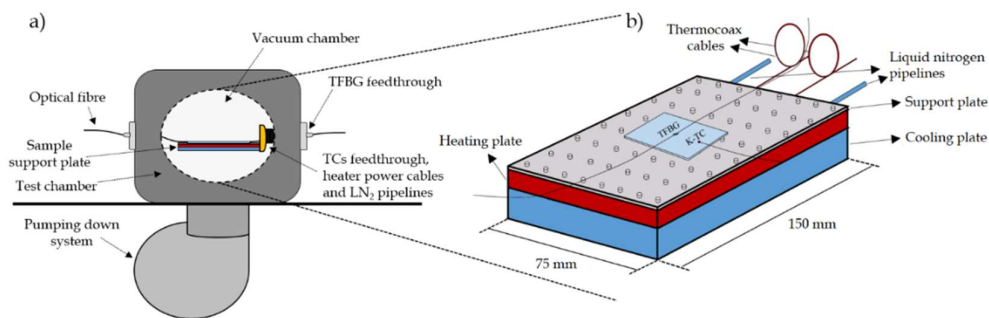 a)
Vacuum chamber
TFBG feedthrough
Optical fibre
Sample
support plate
Test chamber
TCs feedthrough,
heater power cables
and LN₂ pipelines
Pumping down
system
b)
Thermocoax
cables
Liquid nitrogen
pipelines
Support plate
Cooling plate
Heating plate
TFBG
K-TC
150 mm
75 mm